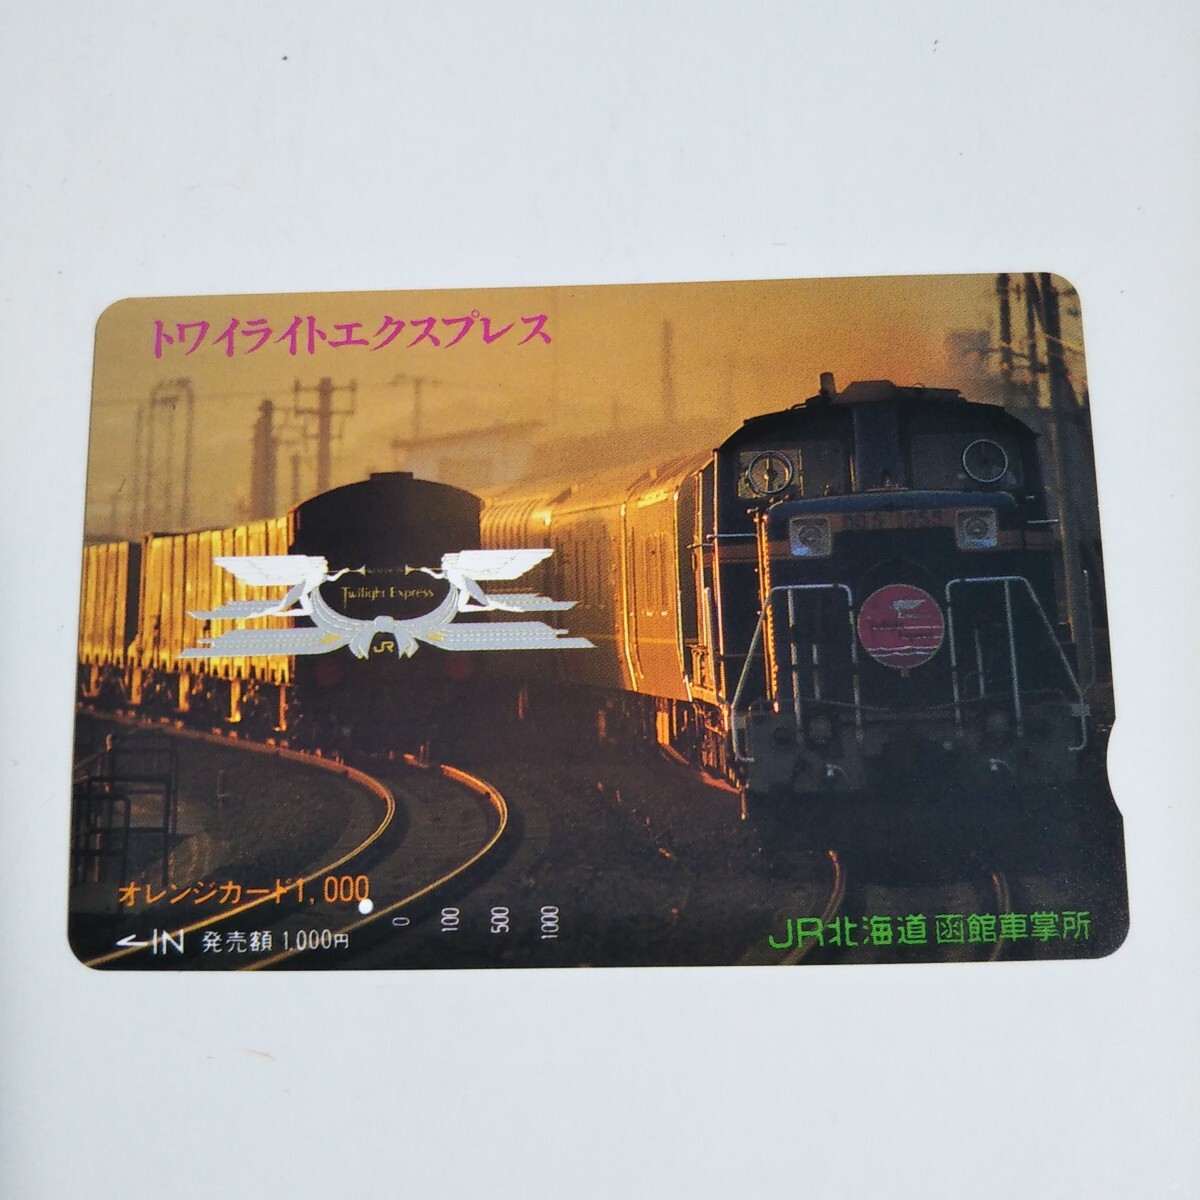 トワイライトエクスプレス
Twilight Express
JR
オレンジカード1,000
0 100 500 1000
<IN 発売額 1,000円
JR北海道 函館車掌所